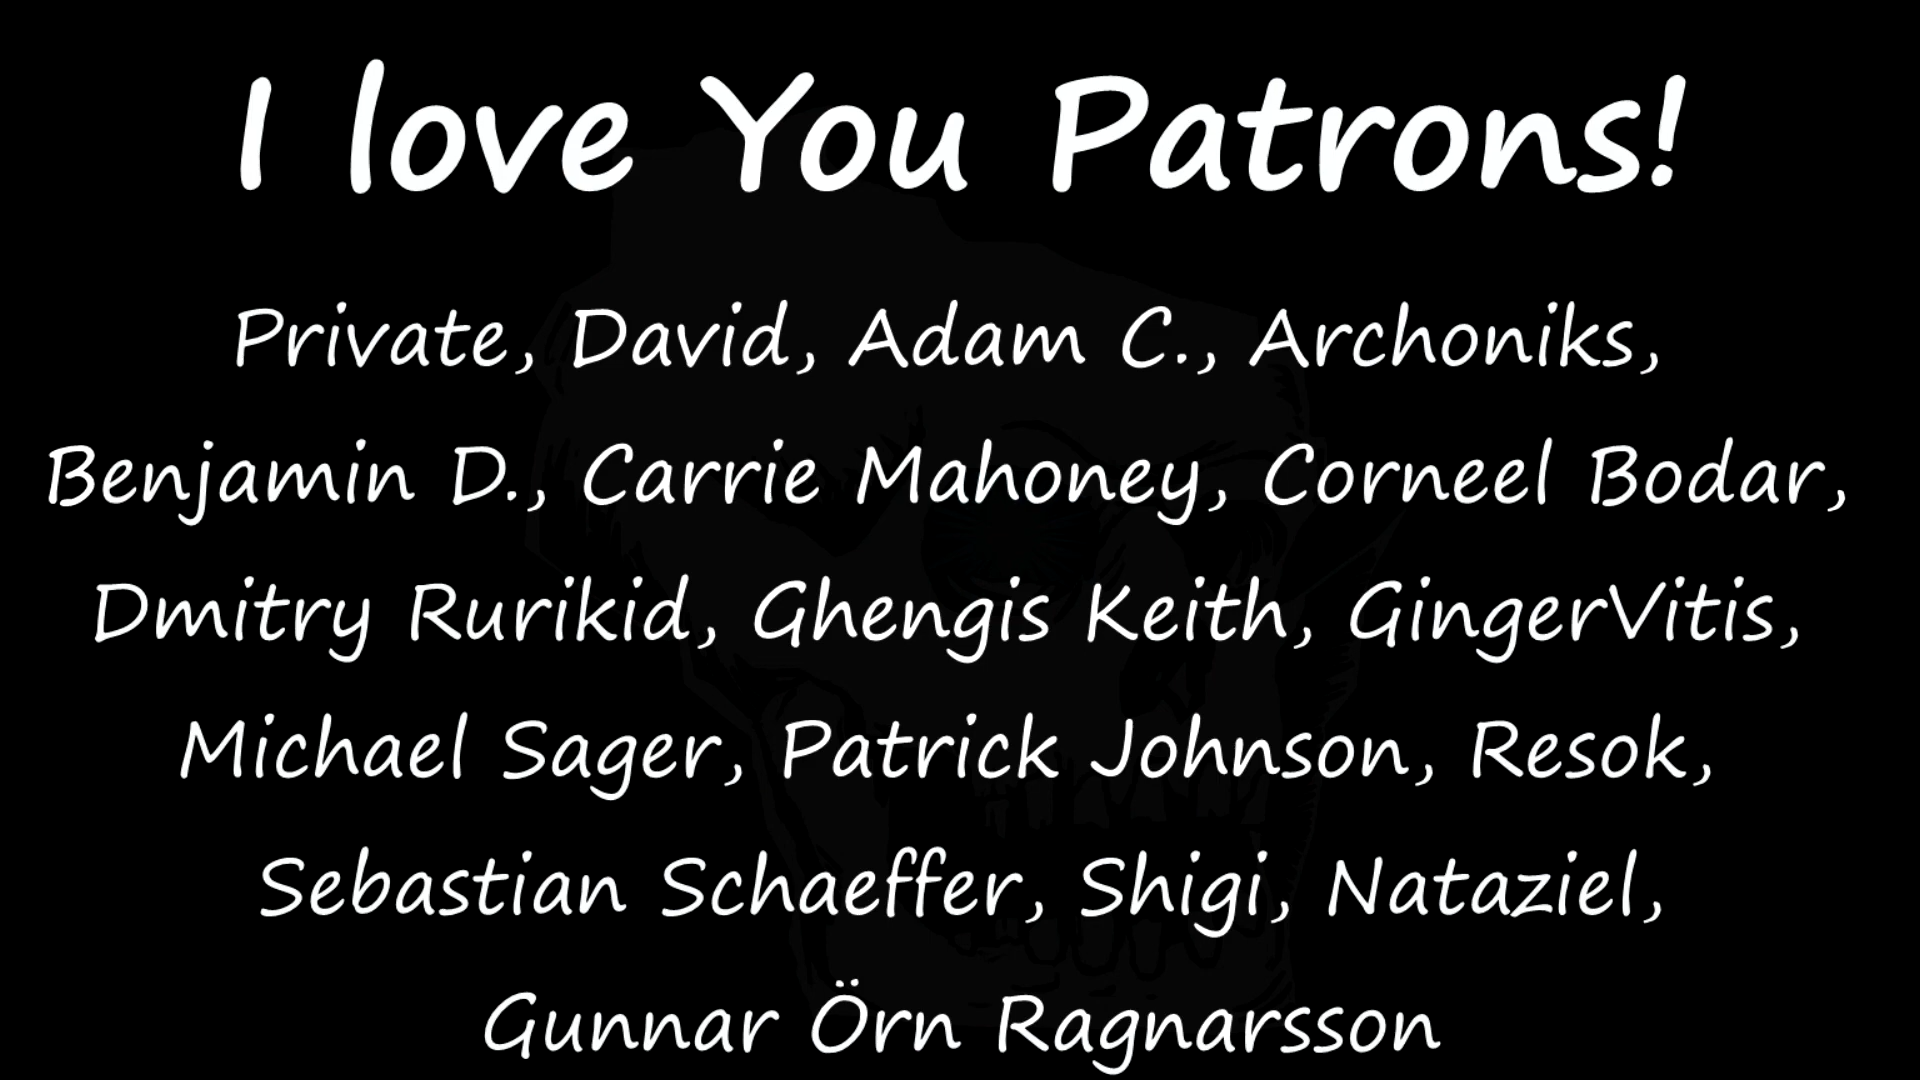 I love You Patrons!
Private, David, Adam C., Archoniks,
Benjamin D., Carrie Mahoney, Corneel Bodar,
Dmitry Rurikid, Ghengis Keith, GingerVitis,
Michael Sager, Patrick Johnson, Resok,
Sebastian Schaeffer, Shigi, Nataziel,
Gunnar Örn Ragnarsson